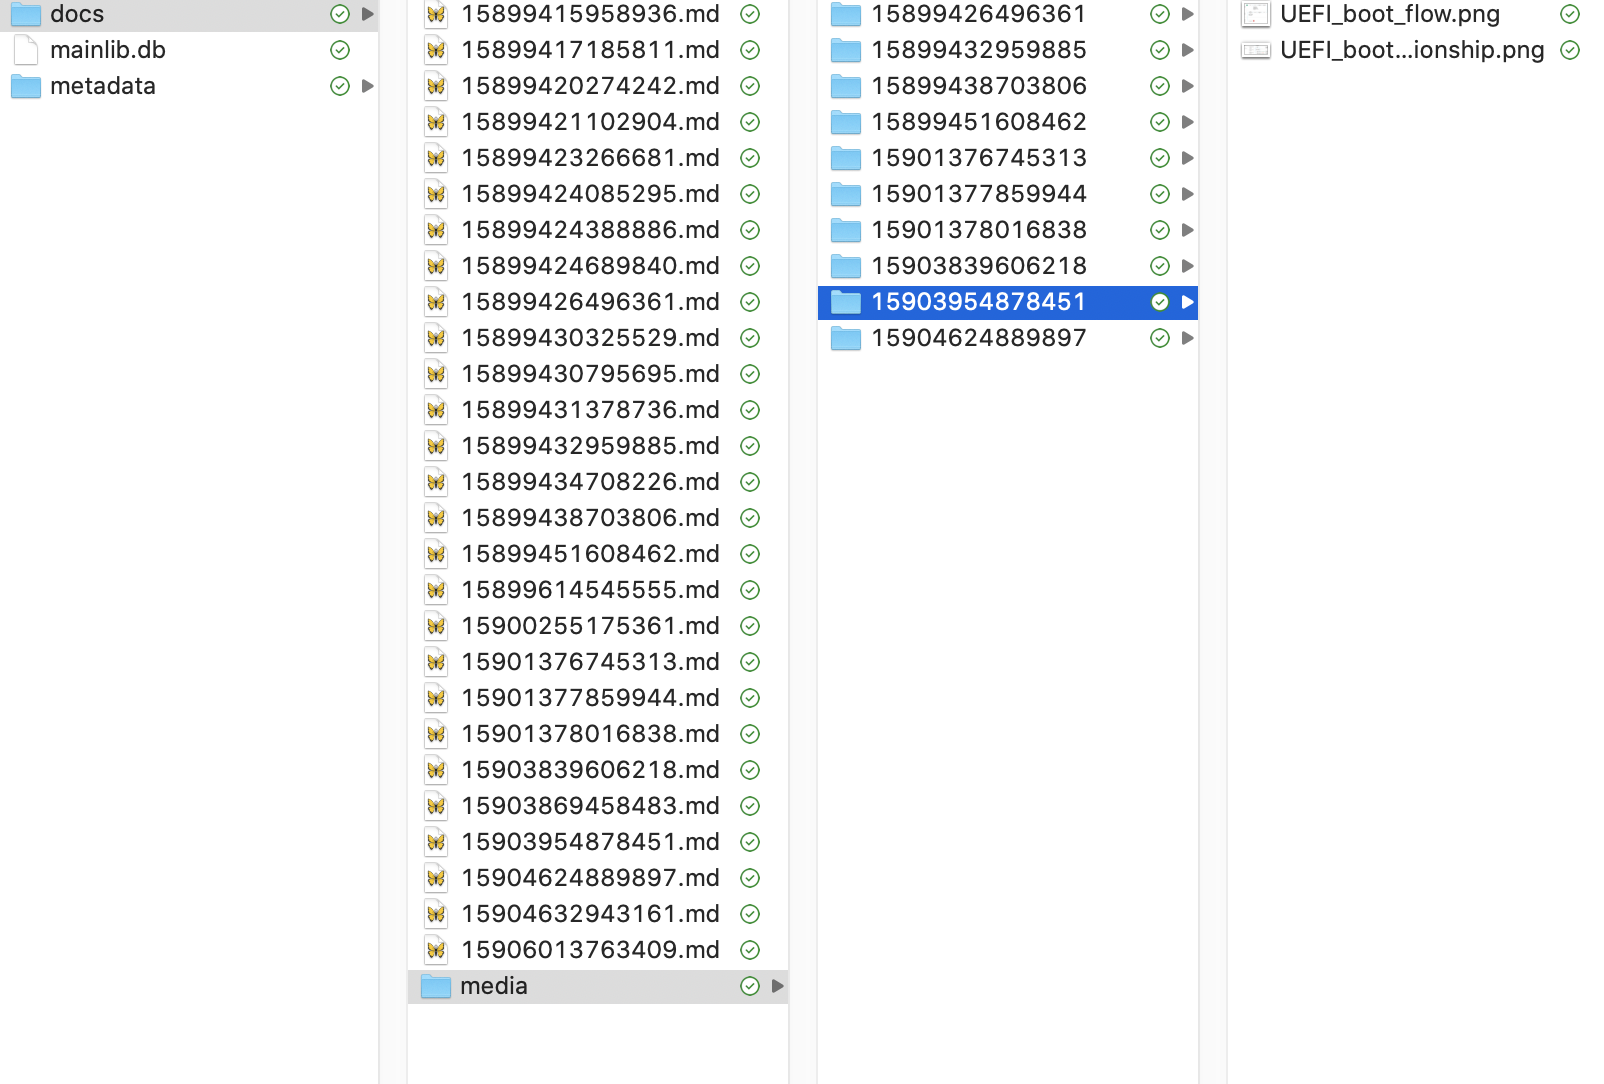 docs
mainlib.db
metadata
15899415958936.md
15899417185811.md
15899420274242.md
15899421102904.md
15899423266681.md
15899424085295.md
15899424388886.md
15899424689840.md
15899426496361.md
15899430325529.md
15899430795695.md
15899431378736.md
15899432959885.md
15899434708226.md
15899438703806.md
15899451608462.md
15899614545555.md
15900255175361.md
15901376745313.md
15901377859944.md
15901378016838.md
15903839606218.md
15903869458483.md
15903954878451.md
15904624889897.md
15904632943161.md
15906013763409.md
media
15899426496361
15899432959885
15899438703806
15899451608462
15901376745313
15901377859944
15901378016838
15903839606218
15903954878451
15904624889897
UEFI_boot_flow.png
UEFI_boot...ionship.png